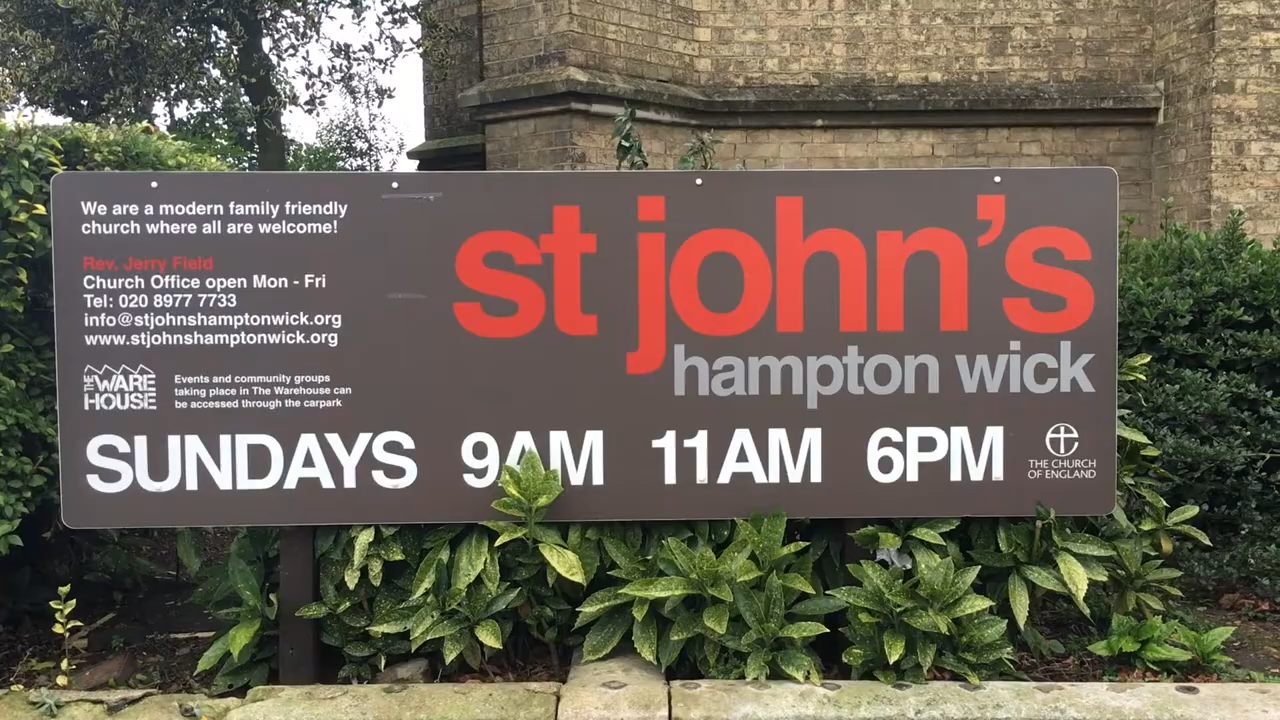 We are a modern family friendly
church where all are welcome!
Rev. Jerry Field
Church Office open Mon - Fri
Tel: 020 8977 7733
info@stjohnshamptonwick.org
www.stjohnshamptonwick.org
THE WARE
HOUSE
Events and community groups
taking place in The Warehouse can
be accessed through the carpark
st john's
hampton wick
SUNDAYS 9AM 11AM 6PM
THE CHURCH
OF ENGLAND